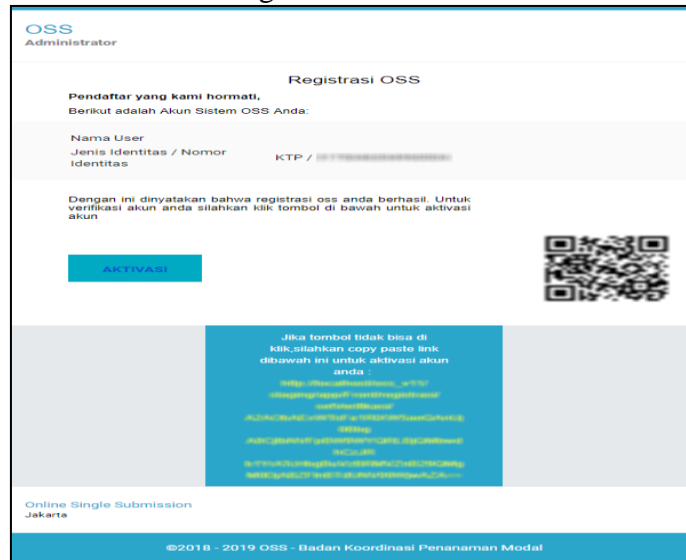 OSS
Administrator
Registrasi OSS
Pendaftar yang kami hormati,
Berikut adalah Akun Sistem OSS Anda:
Nama User
Jenis Identitas / Nomor
Identitas
KTP /
Dengan ini dinyatakan bahwa registrasi oss anda berhasil. Untuk
verifikasi akun anda silahkan klik tombol di bawah untuk aktivasi
akun
AKTIVASI
Jika tombol tidak bisa di
klik,silahkan copy paste link
dibawah ini untuk aktivasi akun
anda :
Online Single Submission
Jakarta
©2018 - 2019 OSS - Badan Koordinasi Penanaman Modal